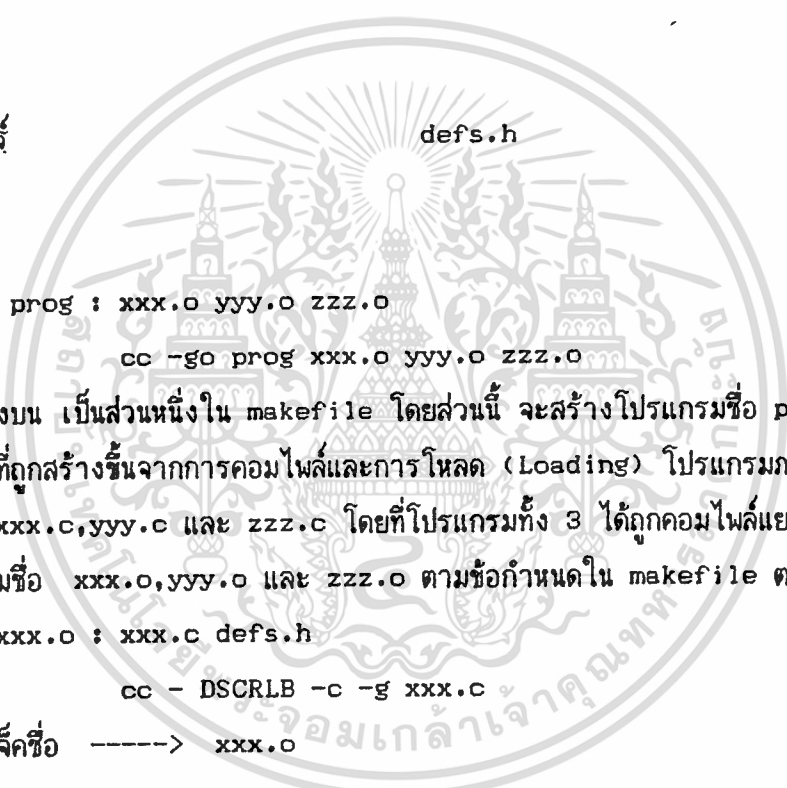 defs.h
prog : xxx.o yyy.o zzz.o
cc -go prog xxx.o yyy.o zzz.o
งบน เป็นส่วนหนึ่งใน makefile โดยส่วนนี้ จะสร้างโปรแกรมชื่อ p
ที่ถูกสร้างขึ้นจากการคอมไพล์และการโหลด (Loading) โปรแกรมภ
xxx.c,yyy.c และ zzz.c โดยที่โปรแกรมทั้ง 3 ได้ถูกคอมไพล์แย
มชื่อ xxx.o,yyy.o และ zzz.o ตามข้อกำหนดใน makefile ต
xxx.o : xxx.c defs.h
cc - DSCRLB -c -g xxx.c
จ็คชื่อ -----> xxx.o